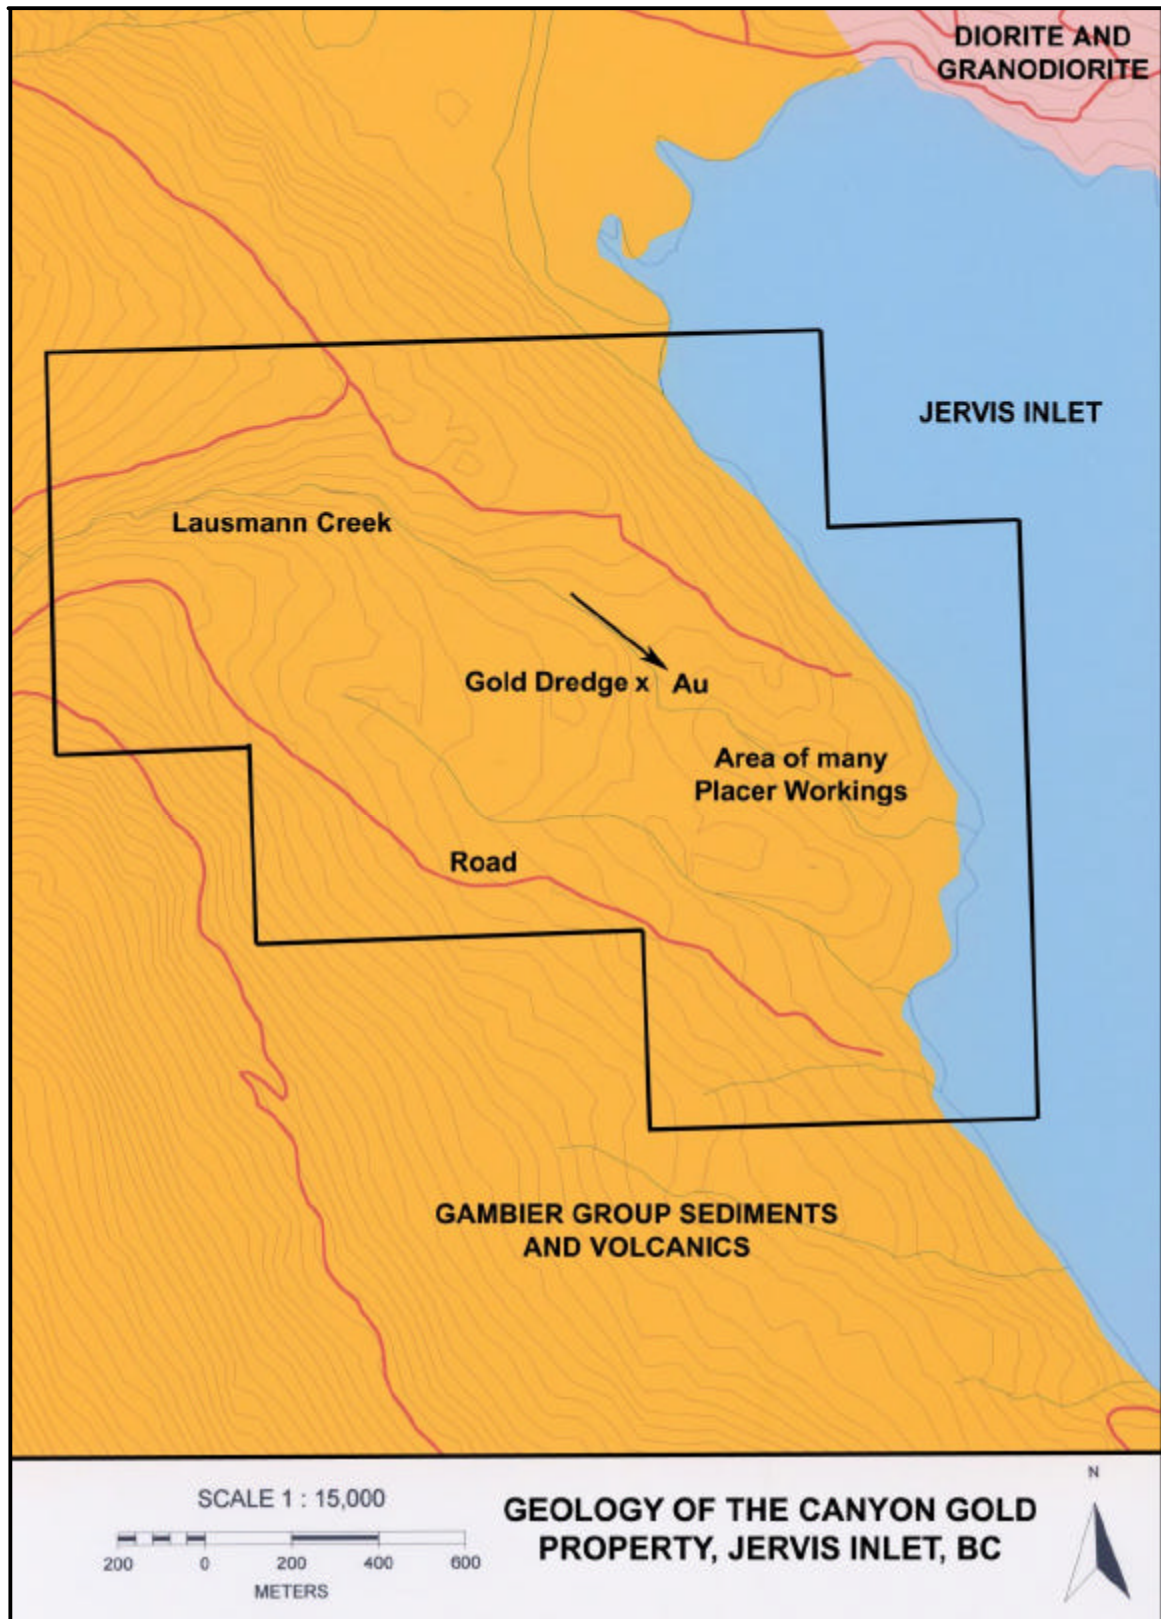 DIORITE AND
GRANODIORITE
JERVIS INLET
Lausmann Creek
Gold Dredge x Au
Area of many
Placer Workings
Road
GAMBIER GROUP SEDIMENTS
AND VOLCANICS
SCALE 1 : 15,000
200 0 200 400 600
METERS
GEOLOGY OF THE CANYON GOLD
PROPERTY, JERVIS INLET, BC
N